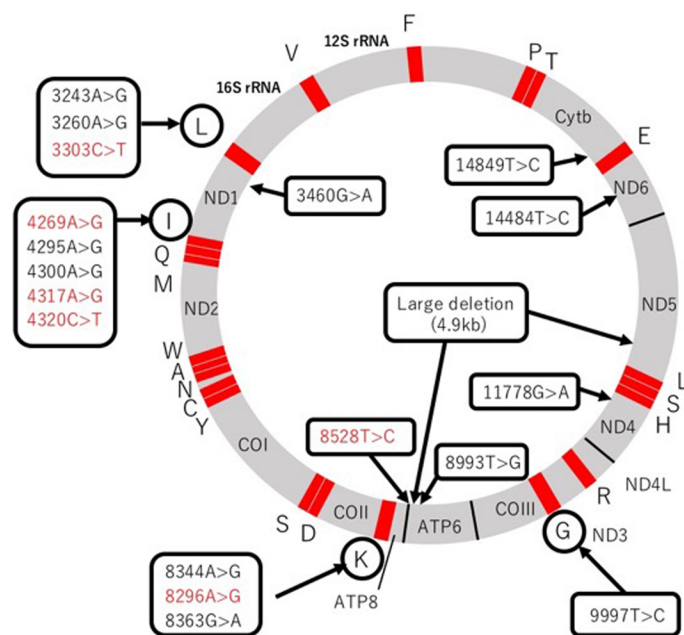 F
12S rRNA
V
P
T
16S rRNA
3243A>G
3260A>G
3303C>T
L
Cytb
E
14849T>C
ND6
ND1
3460G>A
14484T>C
4269A>G
4295A>G
4300A>G
4317A>G
4320C>T
I
Q
M
ND2
Large deletion
(4.9kb)
ND5
W
A
N
C
Y
L
S
H
11778G>A
ND4
COI
8528T>C
8993T>G
R
ND4L
S
D
COII
ATP6
COIII
G
ND3
K
ATP8
8344A>G
8296A>G
8363G>A
9997T>C